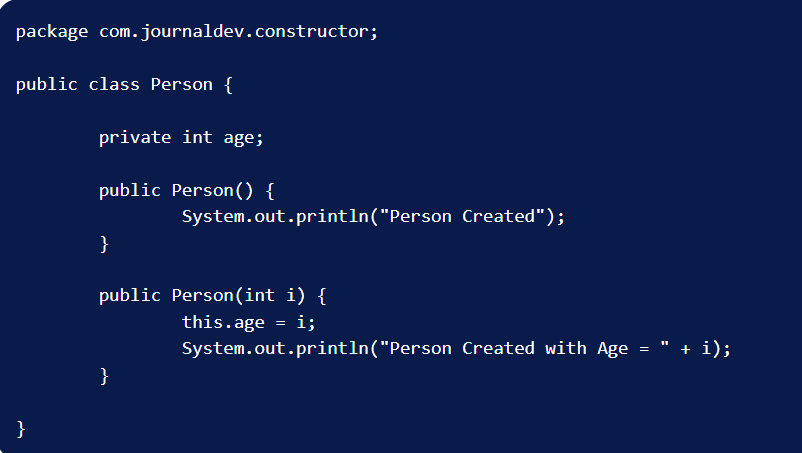 package com.journaldev.constructor;
public class Person {
private int age;
public Person() {
System.out.println("Person Created");
}
public Person(int i) {
this.age = i;
System.out.println("Person Created with Age = " + i);
}
}